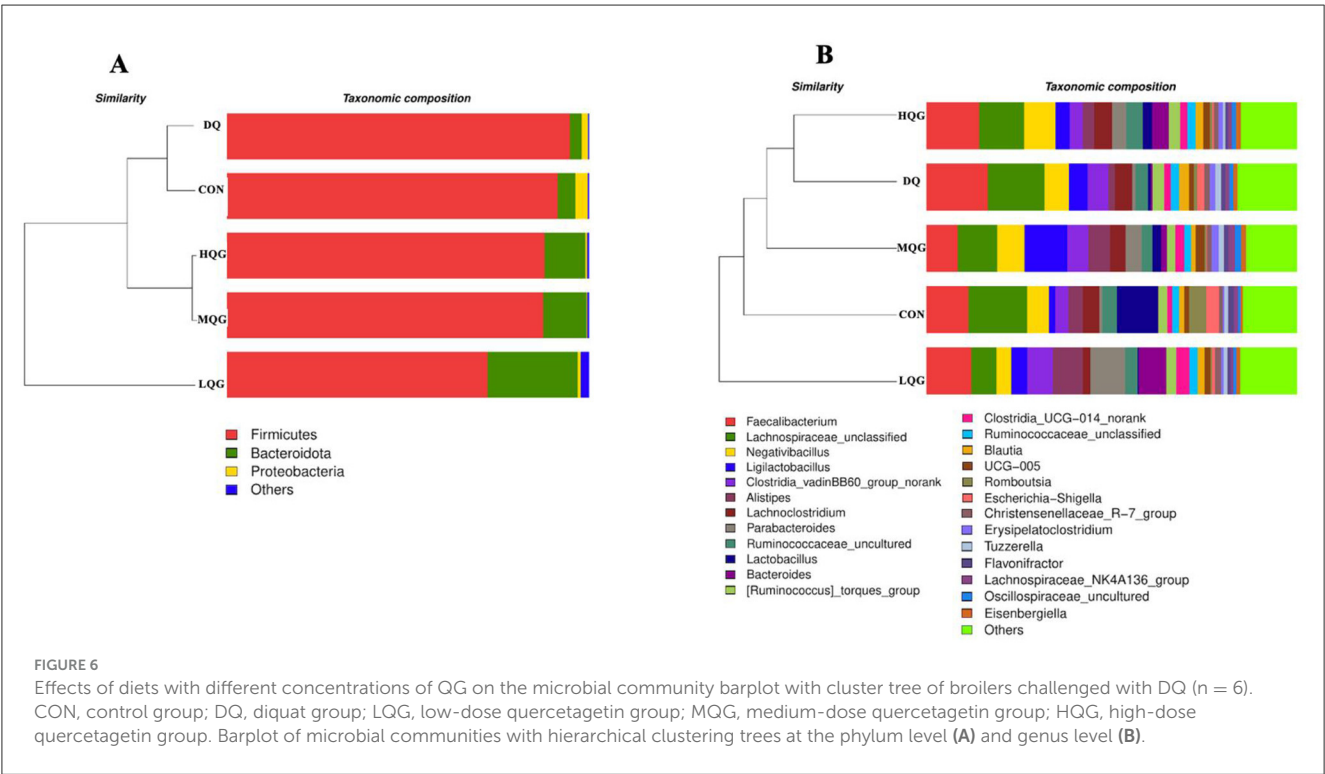 A
Similarity
Taxonomic composition
DQ
CON
HQG
MQG
LQG
Firmicutes
Bacteroidota
Proteobacteria
Others
B
Similarity
Taxonomic composition
HQG
DQ
MQG
CON
LQG
Faecalibacterium
Lachnospiraceae_unclassified
Negativibacillus
Ligilactobacillus
Clostridia_vadinBB60_group_norank
Alistipes
Lachnoclostridium
Parabacteroides
Ruminococcaceae_uncultured
Lactobacillus
Bacteroides
[Ruminococcus]_torques_group
Clostridia_UCG-014_norank
Ruminococcaceae_unclassified
Blautia
UCG-005
Romboutsia
Escherichia-Shigella
Christensenellaceae_R-7_group
Erysipelatoclostridium
Tuzzerella
Flavonifractor
Lachnospiraceae_NK4A136_group
Oscillospiraceae_uncultured
Eisenbergiella
Others
FIGURE 6
Effects of diets with different concentrations of QG on the microbial community barplot with cluster tree of broilers challenged with DQ (n = 6).
CON, control group; DQ, diquat group; LQG, low-dose quercetagetin group; MQG, medium-dose quercetagetin group; HQG, high-dose
quercetagetin group. Barplot of microbial communities with hierarchical clustering trees at the phylum level (A) and genus level (B).